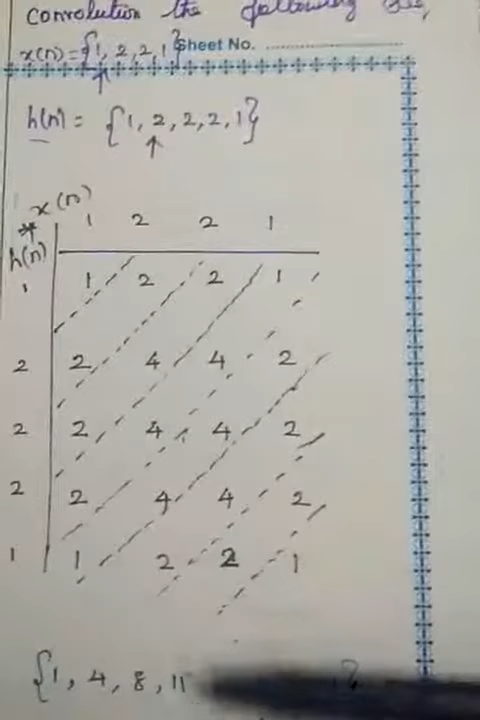 Convolution the following
x(n)={1, 2, 2, 1} Sheet No.
↑
h(n) = {1, 2, 2, 2, 1}
↑
x(n)
* 1 2 2 1
h(n)
1 1 2 2 1
2 2 4 4 2
2 2 4 4 2
2 2 4 4 2
1 1 2 2 1
{1, 4, 8, 11 1}